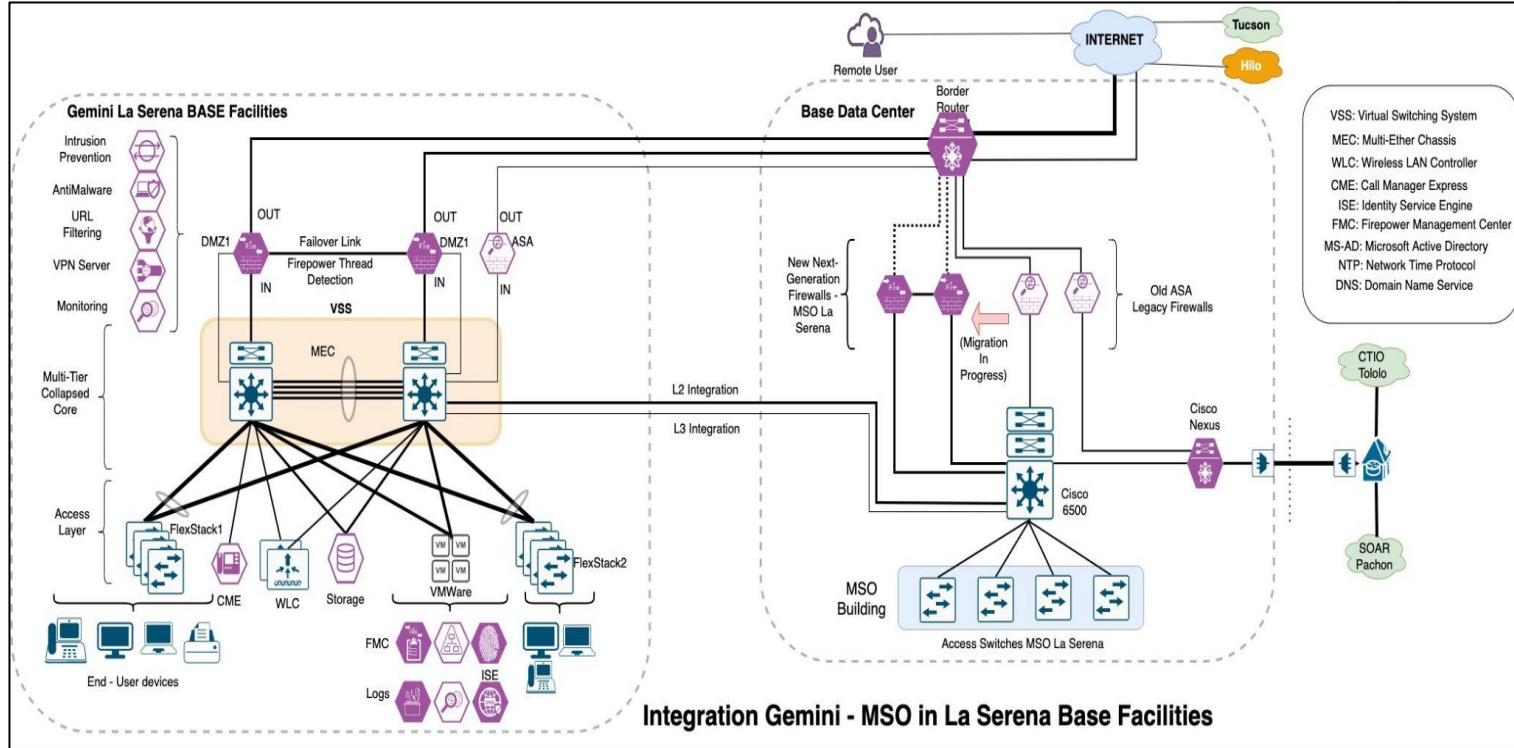 Remote User
INTERNET
Tucson
Hilo
Gemini La Serena BASE Facilities
Intrusion
Prevention
AntiMalware
URL
Filtering
VPN Server
Monitoring
OUT
OUT
OUT
DMZ1
Failover Link
Firepower Thread
Detection
DMZ1
ASA
IN
IN
IN
Fire
Fire
VSS
MEC
Multi-Tier
Collapsed
Core
Access
Layer
FlexStack1
CME
WLC
Storage
VM
VM
VM
VM
VMWare
FlexStack2
End - User devices
FMC
ISE
Logs
L2 Integration
L3 Integration
Base Data Center
Border
Router
New Next-
Generation
Firewalls -
MSO La
Serena
Fire
Fire
(Migration
In
Progress)
Old ASA
Legacy Firewalls
Cisco
Nexus
Cisco
6500
MSO
Building
Access Switches MSO La Serena
VSS: Virtual Switching System
MEC: Multi-Ether Chassis
WLC: Wireless LAN Controller
CME: Call Manager Express
ISE: Identity Service Engine
FMC: Firepower Management Center
MS-AD: Microsoft Active Directory
NTP: Network Time Protocol
DNS: Domain Name Service
CTIO
Tololo
SOAR
Pachon
Integration Gemini - MSO in La Serena Base Facilities